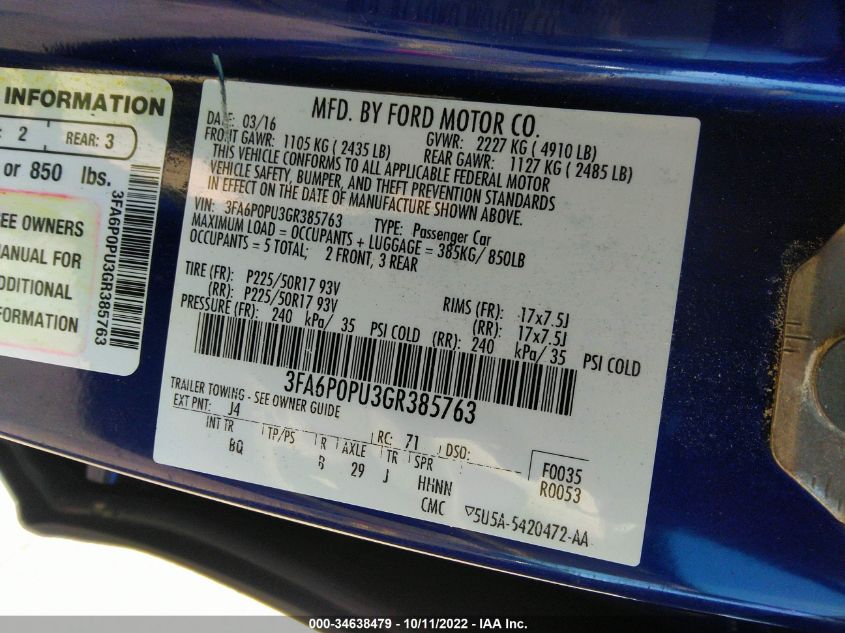 INFORMATION
: 2 REAR: 3
or 850 lbs.
SEE OWNERS
MANUAL FOR
ADDITIONAL
INFORMATION
3FA6P0PU3GR385763
MFD. BY FORD MOTOR CO.
DATE: 03/16 GVWR: 2227 KG ( 4910 LB)
FRONT GAWR: 1105 KG ( 2435 LB) REAR GAWR: 1127 KG ( 2485 LB)
THIS VEHICLE CONFORMS TO ALL APPLICABLE FEDERAL MOTOR
VEHICLE SAFETY, BUMPER, AND THEFT PREVENTION STANDARDS
IN EFFECT ON THE DATE OF MANUFACTURE SHOWN ABOVE.
VIN: 3FA6P0PU3GR385763 TYPE: Passenger Car
MAXIMUM LOAD = OCCUPANTS + LUGGAGE = 385KG/ 850LB
OCCUPANTS = 5 TOTAL; 2 FRONT, 3 REAR
TIRE (FR): P225/50R17 93V RIMS (FR): 17x7.5J
(RR): P225/50R17 93V (RR): 17x7.5J
PRESSURE (FR): 240 kPa/ 35 PSI COLD (RR): 240 kPa/ 35 PSI COLD
3FA6P0PU3GR385763
TRAILER TOWING - SEE OWNER GUIDE
EXT PNT: J4 RC: 71 DSO:
INT TR TP/PS R AXLE TR SPR F0035
BQ B 29 J HHNN R0053
CMC ▽5U5A-5420472-AA
000-34638479 - 10/11/2022 - IAA Inc.